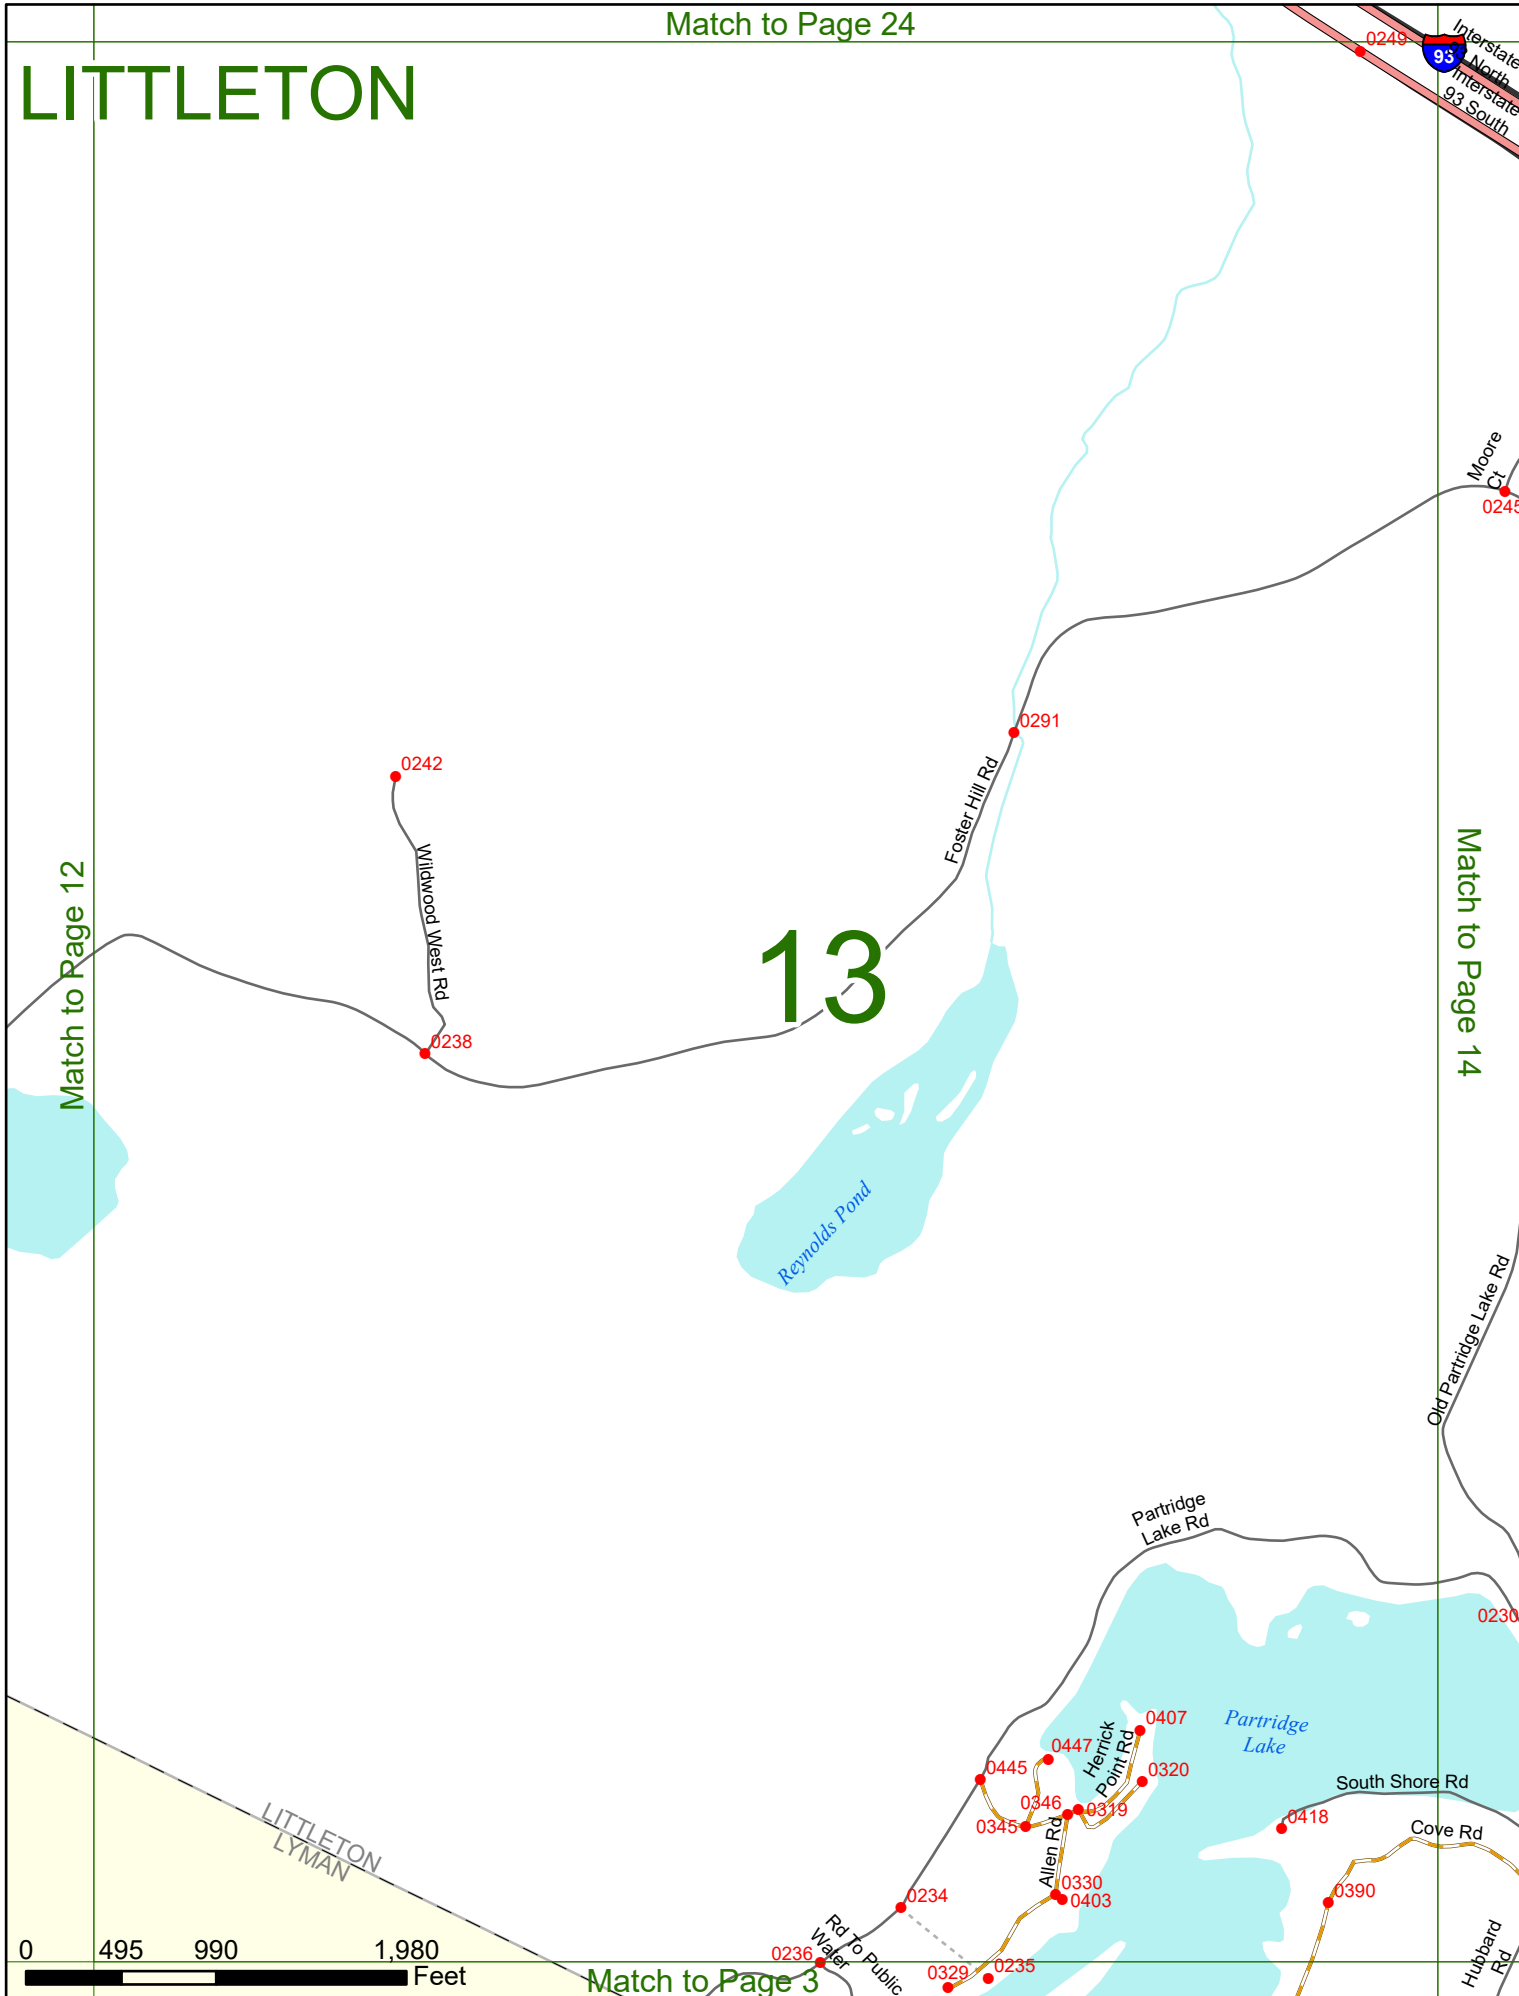 Match to Page 24
LITTLETON
0249
93
Interstate
93 North
Interstate
93 South
Moore
Ct
0245
0291
0242
Foster Hill Rd
Wildwood West Rd
Match to Page 12
Match to Page 14
13
0238
Reynolds Pond
Old Partridge Lake Rd
Partridge
Lake Rd
0230
Partridge
Lake
0407
Herrick
Point Rd
0447
0445
0320
0346
0319
0345
South Shore Rd
0418
Cove Rd
Allen Rd
LITTLETON
LYMAN
0330
0403
0390
0234
Rd To Public
Water
0236
0235
0329
Hubbard
Rd
0 495 990 1,980
Feet
Match to Page 3